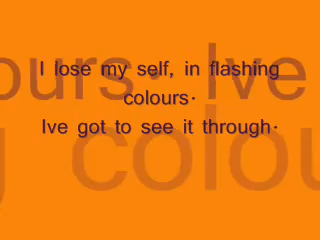 I lose my self, in flashing
colours.
Ive got to see it through.
ours. Ive
g colou